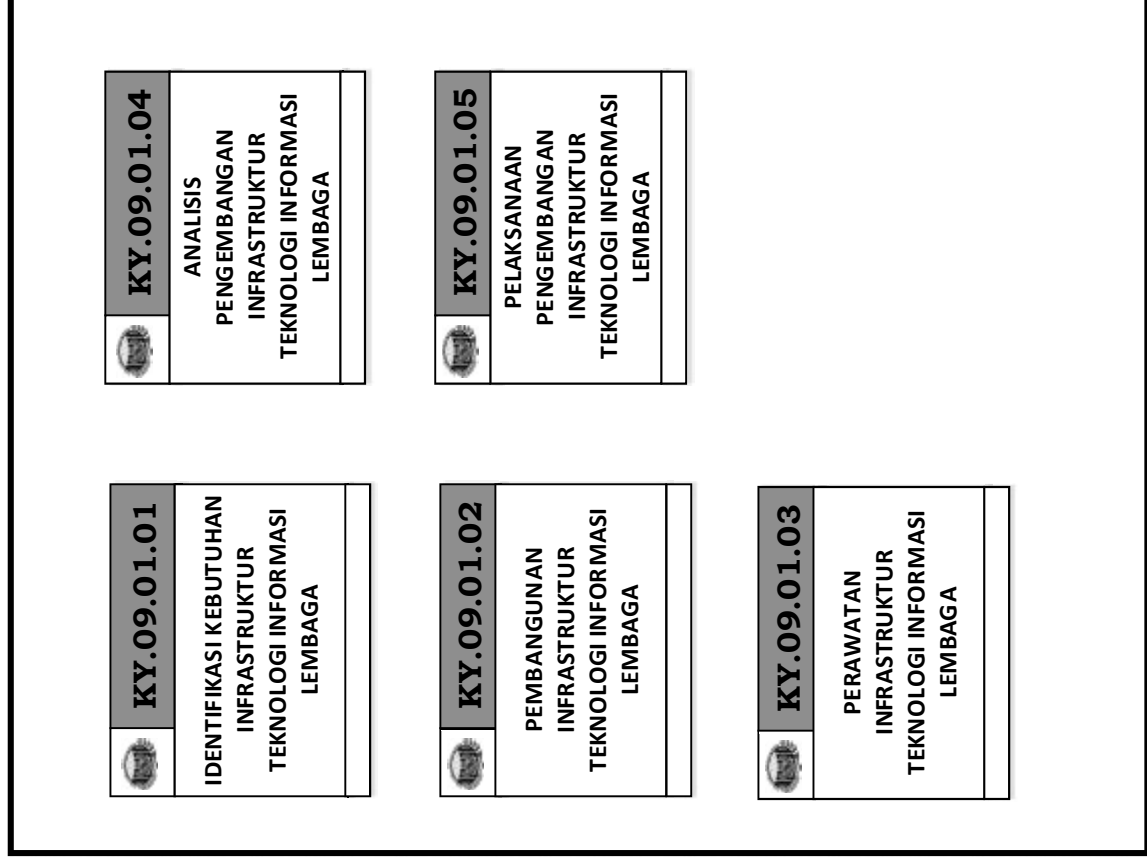 KY.09.01.01
IDENTIFIKASI KEBUTUHAN
INFRASTRUKTUR
TEKNOLOGI INFORMASI
LEMBAGA
KY.09.01.02
PEMBANGUNAN
INFRASTRUKTUR
TEKNOLOGI INFORMASI
LEMBAGA
KY.09.01.03
PERAWATAN
INFRASTRUKTUR
TEKNOLOGI INFORMASI
LEMBAGA
KY.09.01.04
ANALISIS
PENGEMBANGAN
INFRASTRUKTUR
TEKNOLOGI INFORMASI
LEMBAGA
KY.09.01.05
PELAKSANAAN
PENGEMBANGAN
INFRASTRUKTUR
TEKNOLOGI INFORMASI
LEMBAGA